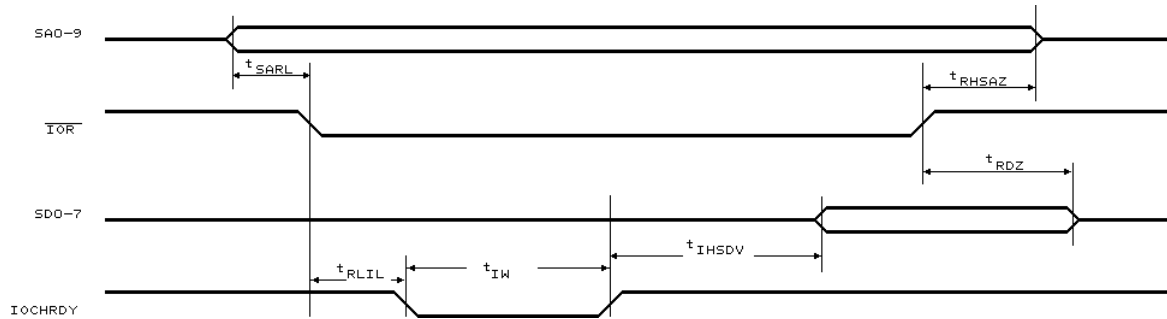 SA0-9
tSARL
tRHSAZ
IOR
tRDZ
SD0-7
tIHSDV
tRLIL
tIW
IOCHRDY